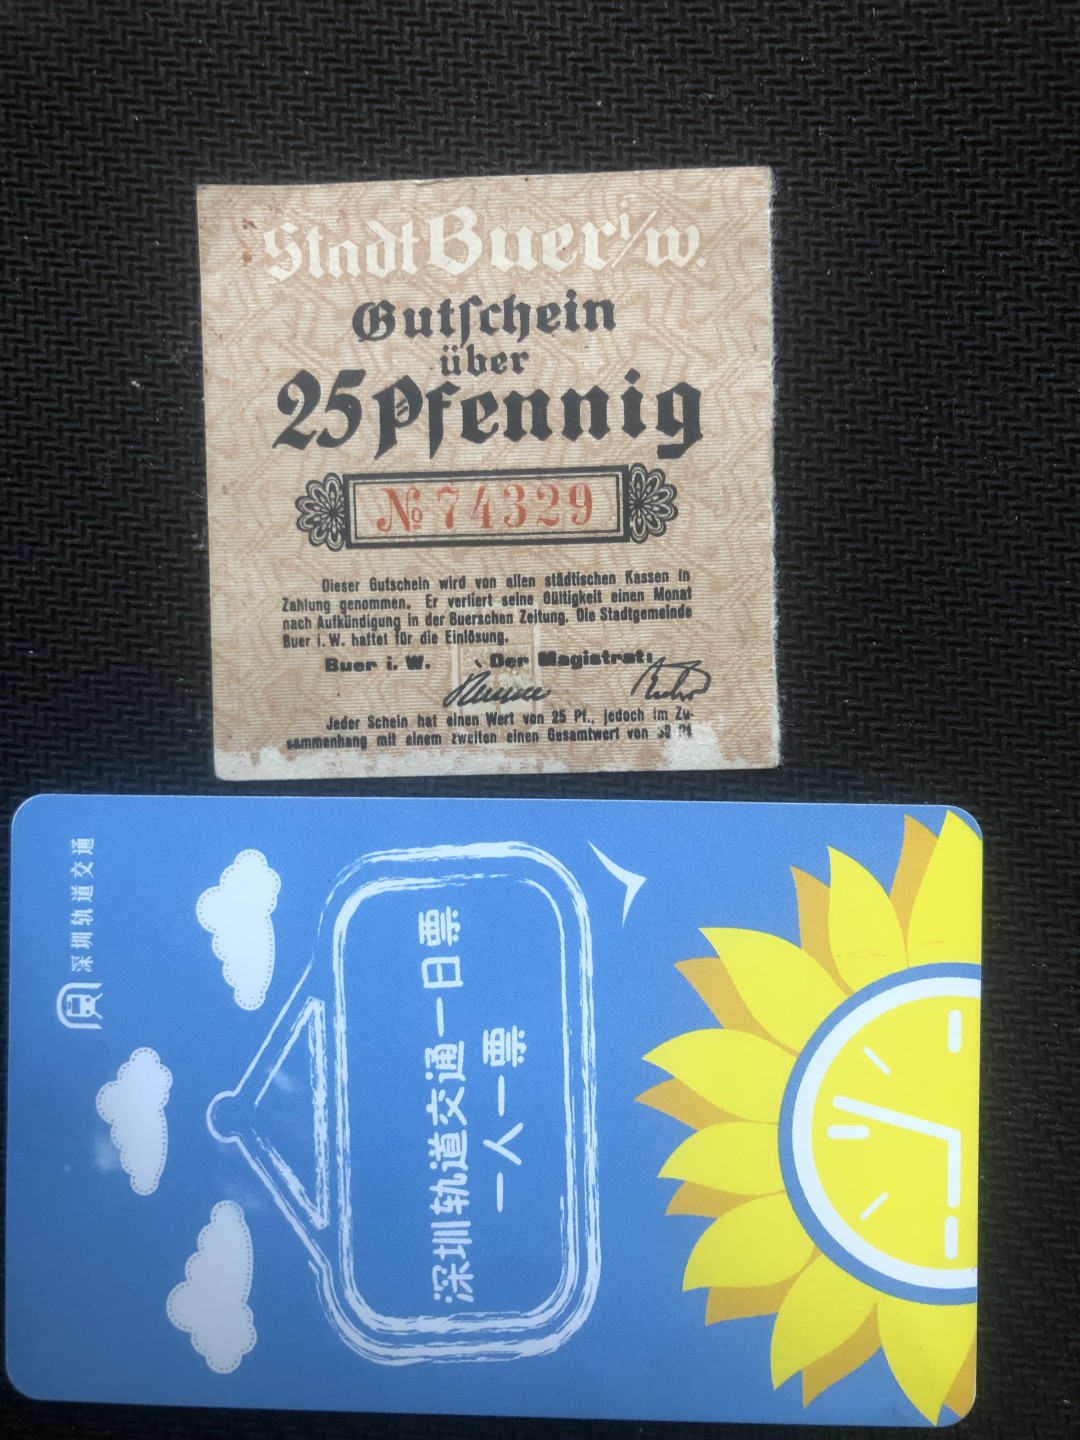 Stadt Buer i/w.
Gutschein
über
25 Pfennig
№ 74329
Dieser Gutschein wird von allen städtischen Kassen in
Zahlung genommen. Er verliert seine Gültigkeit einen Monat
nach Aufkündigung in der Buerschen Zeitung. Die Stadtgemeinde
Buer i. W. haftet für die Einlösung.
Buer i. W. Der Magistrat:
Jeder Schein hat einen Wert von 25 Pf., jedoch im Zu-
sammenhang mit einem zweiten einen Gesamtwert von 50 Pf
深圳轨道交通
深圳轨道交通一日票
一人一票